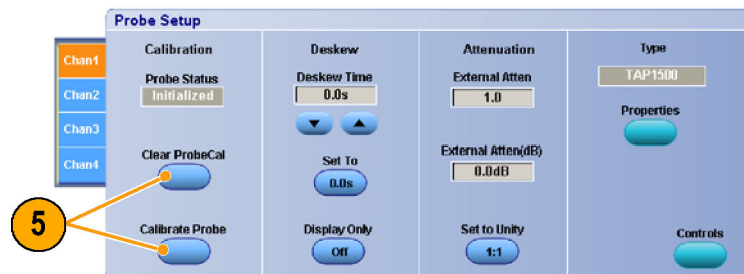 Probe Setup
Chan1
Chan2
Chan3
Chan4
Calibration
Probe Status
Initialized
Clear ProbeCal
Calibrate Probe
Deskew
Deskew Time
0.0s
Set To
0.0s
Display Only
Off
Attenuation
External Atten
1.0
External Atten(dB)
0.0dB
Set to Unity
1:1
Type
TAP1500
Properties
Controls
5